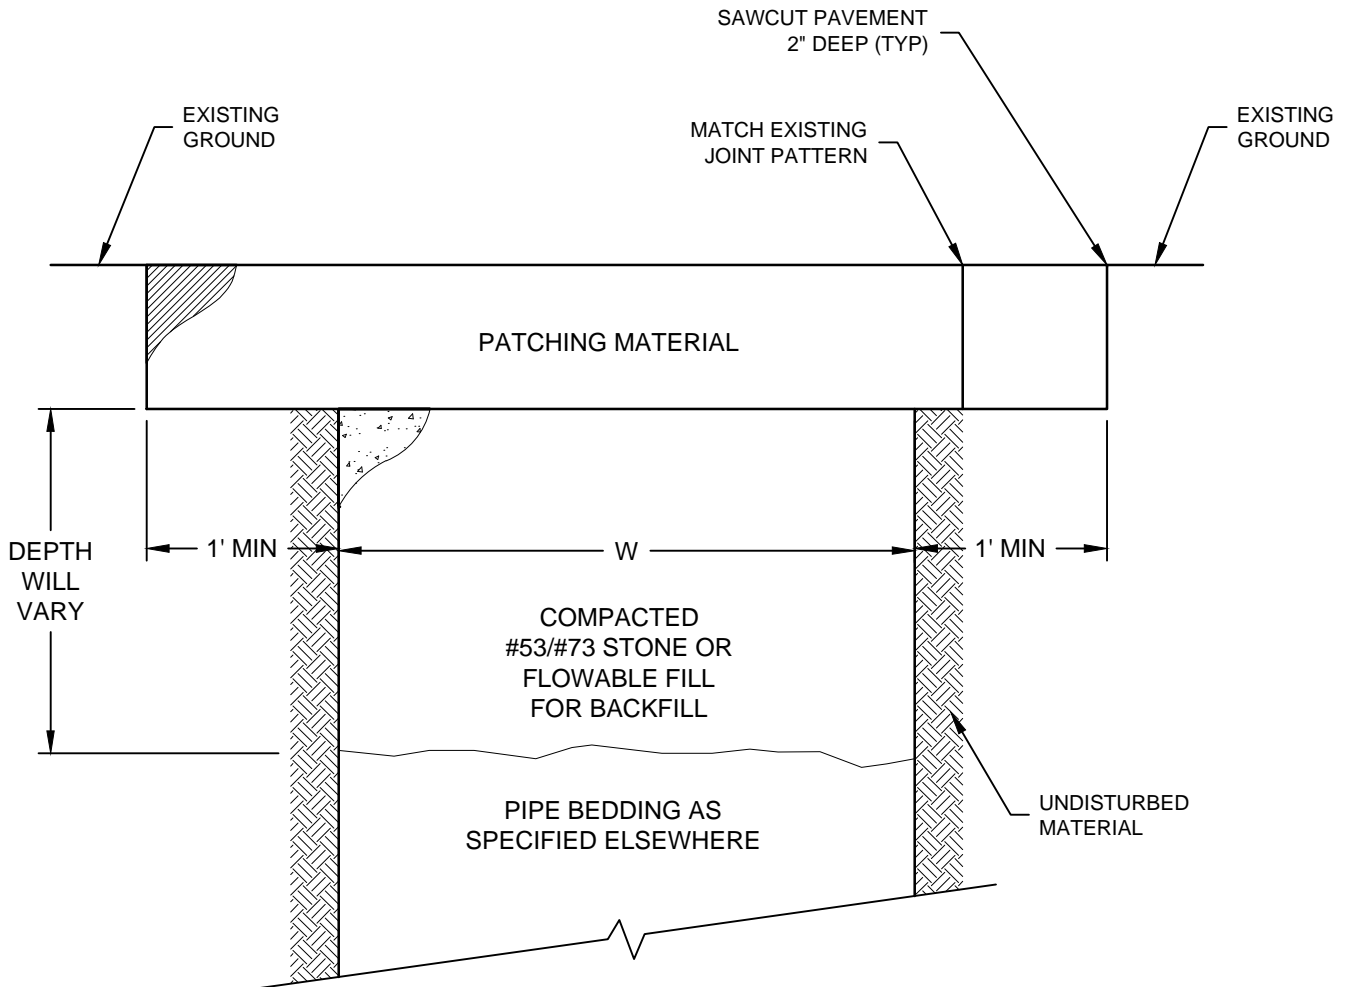 SAWCUT PAVEMENT
2" DEEP (TYP)
EXISTING
GROUND
MATCH EXISTING
JOINT PATTERN
EXISTING
GROUND
PATCHING MATERIAL
DEPTH
WILL
VARY
1' MIN
W
1' MIN
COMPACTED
#53/#73 STONE OR
FLOWABLE FILL
FOR BACKFILL
PIPE BEDDING AS
SPECIFIED ELSEWHERE
UNDISTURBED
MATERIAL